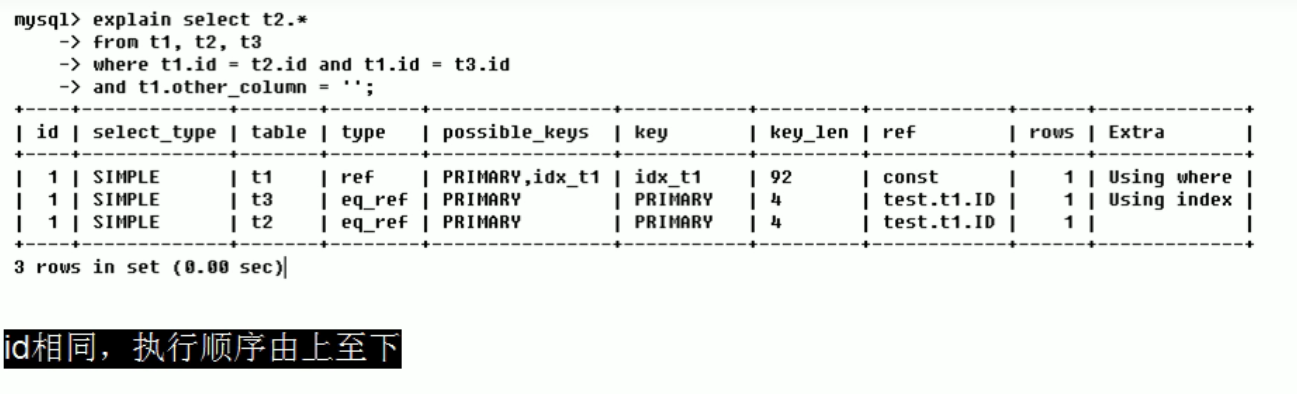 mysql> explain select t2.*
    -> from t1, t2, t3
    -> where t1.id = t2.id and t1.id = t3.id
    -> and t1.other_column = '';
+----+-------------+-------+--------+----------------+---------+---------+------------+------+-------------+
| id | select_type | table | type   | possible_keys  | key     | key_len | ref        | rows | Extra       |
+----+-------------+-------+--------+----------------+---------+---------+------------+------+-------------+
|  1 | SIMPLE      | t1    | ref    | PRIMARY,idx_t1 | idx_t1  | 92      | const      |    1 | Using where |
|  1 | SIMPLE      | t3    | eq_ref | PRIMARY        | PRIMARY | 4       | test.t1.ID |    1 | Using index |
|  1 | SIMPLE      | t2    | eq_ref | PRIMARY        | PRIMARY | 4       | test.t1.ID |    1 |             |
+----+-------------+-------+--------+----------------+---------+---------+------------+------+-------------+
3 rows in set (0.00 sec)
id相同，执行顺序由上至下